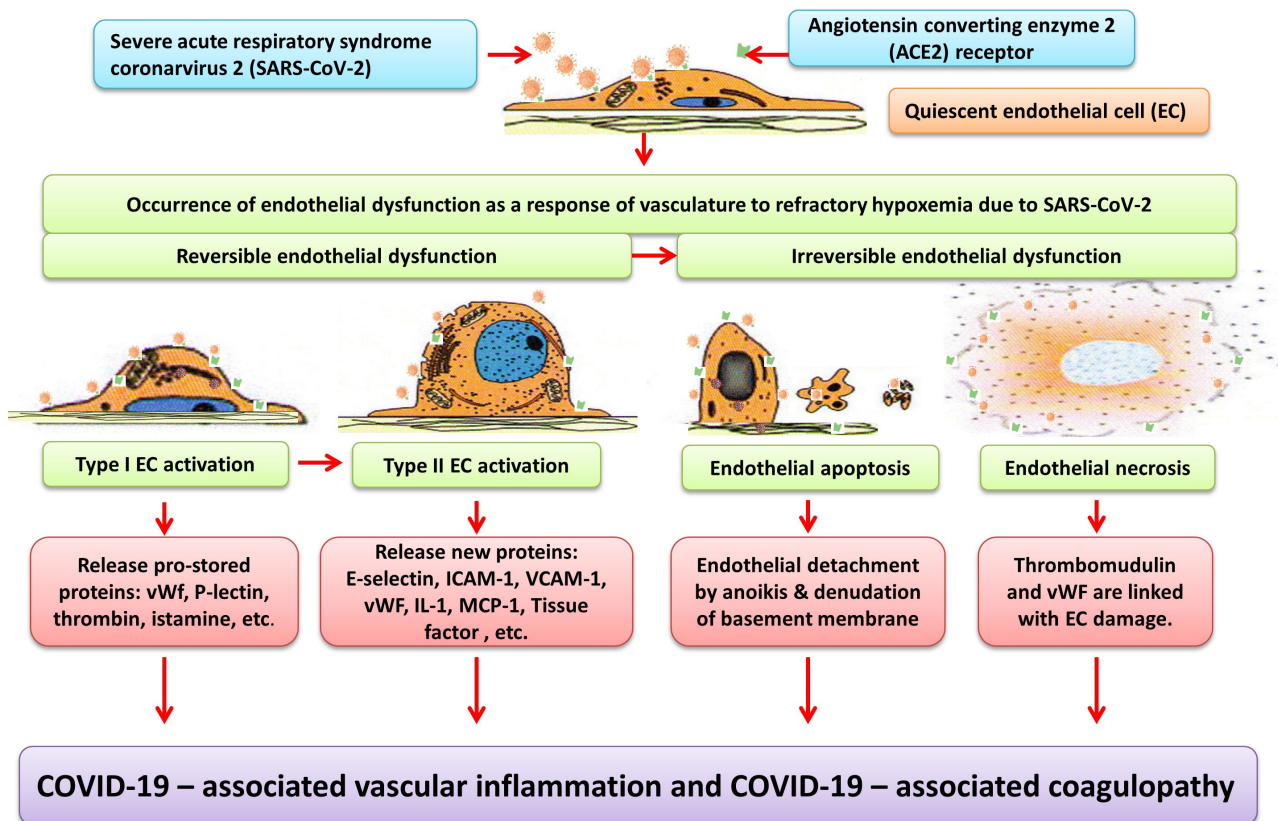 Severe acute respiratory syndrome
coronarvirus 2 (SARS-CoV-2)
Angiotensin converting enzyme 2
(ACE2) receptor
Quiescent endothelial cell (EC)
Occurrence of endothelial dysfunction as a response of vasculature to refractory hypoxemia due to SARS-CoV-2
Reversible endothelial dysfunction
Irreversible endothelial dysfunction
Type I EC activation
Type II EC activation
Endothelial apoptosis
Endothelial necrosis
Release pro-stored
proteins: vWf, P-lectin,
thrombin, istamine, etc.
Release new proteins:
E-selectin, ICAM-1, VCAM-1,
vWF, IL-1, MCP-1, Tissue
factor , etc.
Endothelial detachment
by anoikis & denudation
of basement membrane
Thrombomudulin
and vWF are linked
with EC damage.
COVID-19 – associated vascular inflammation and COVID-19 – associated coagulopathy